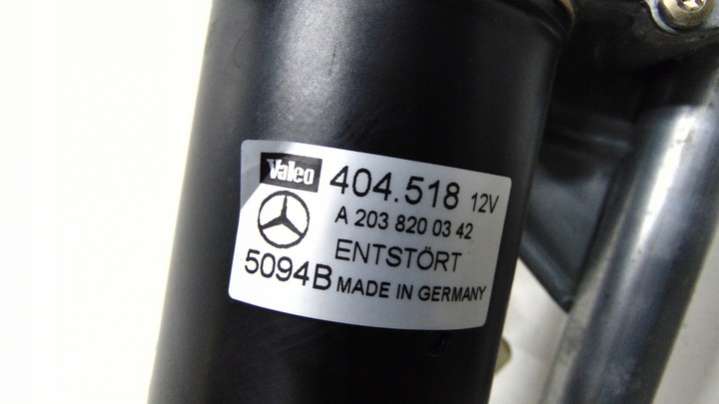 Valeo 404.518 12V
A 203 820 03 42
ENTSTÖRT
5094B MADE IN GERMANY